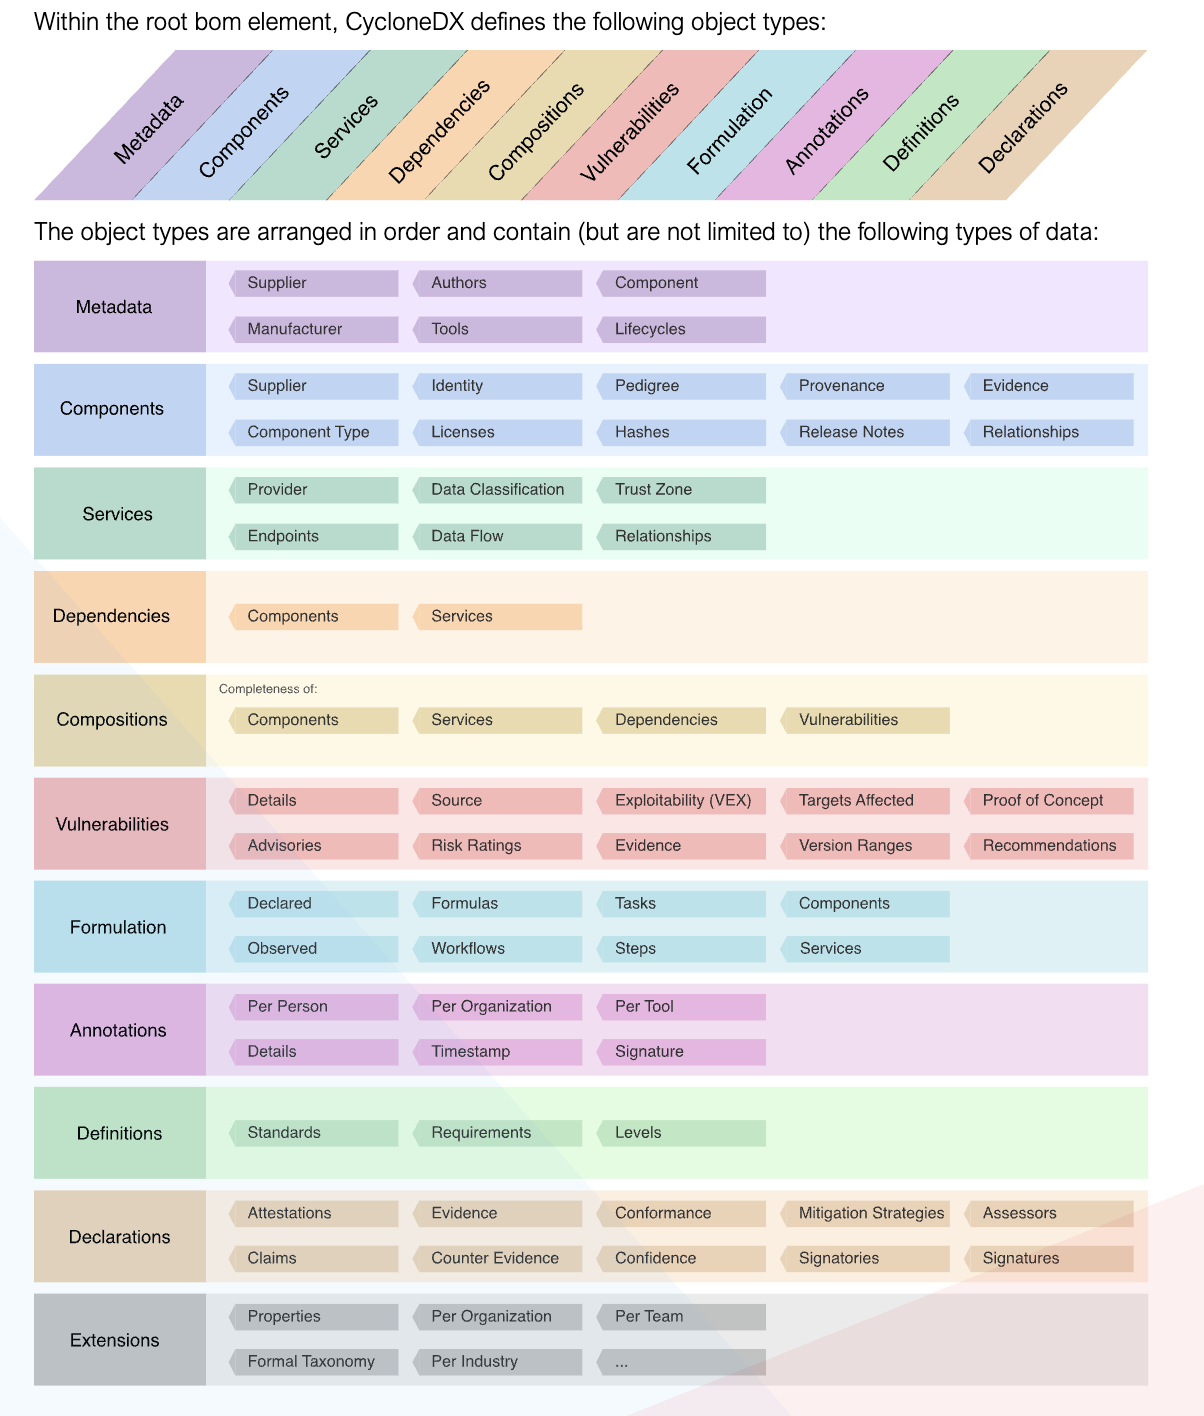 Within the root bom element, CycloneDX defines the following object types:
Metadata
Components
Services
Dependencies
Compositions
Vulnerabilities
Formulation
Annotations
Definitions
Declarations
The object types are arranged in order and contain (but are not limited to) the following types of data:
Metadata
Supplier Authors Component
Manufacturer Tools Lifecycles
Components
Supplier Identity Pedigree Provenance Evidence
Component Type Licenses Hashes Release Notes Relationships
Services
Provider Data Classification Trust Zone
Endpoints Data Flow Relationships
Dependencies
Components Services
Compositions
Completeness of:
Components Services Dependencies Vulnerabilities
Vulnerabilities
Details Source Exploitability (VEX) Targets Affected Proof of Concept
Advisories Risk Ratings Evidence Version Ranges Recommendations
Formulation
Declared Formulas Tasks Components
Observed Workflows Steps Services
Annotations
Per Person Per Organization Per Tool
Details Timestamp Signature
Definitions
Standards Requirements Levels
Declarations
Attestations Evidence Conformance Mitigation Strategies Assessors
Claims Counter Evidence Confidence Signatories Signatures
Extensions
Properties Per Organization Per Team
Formal Taxonomy Per Industry ...